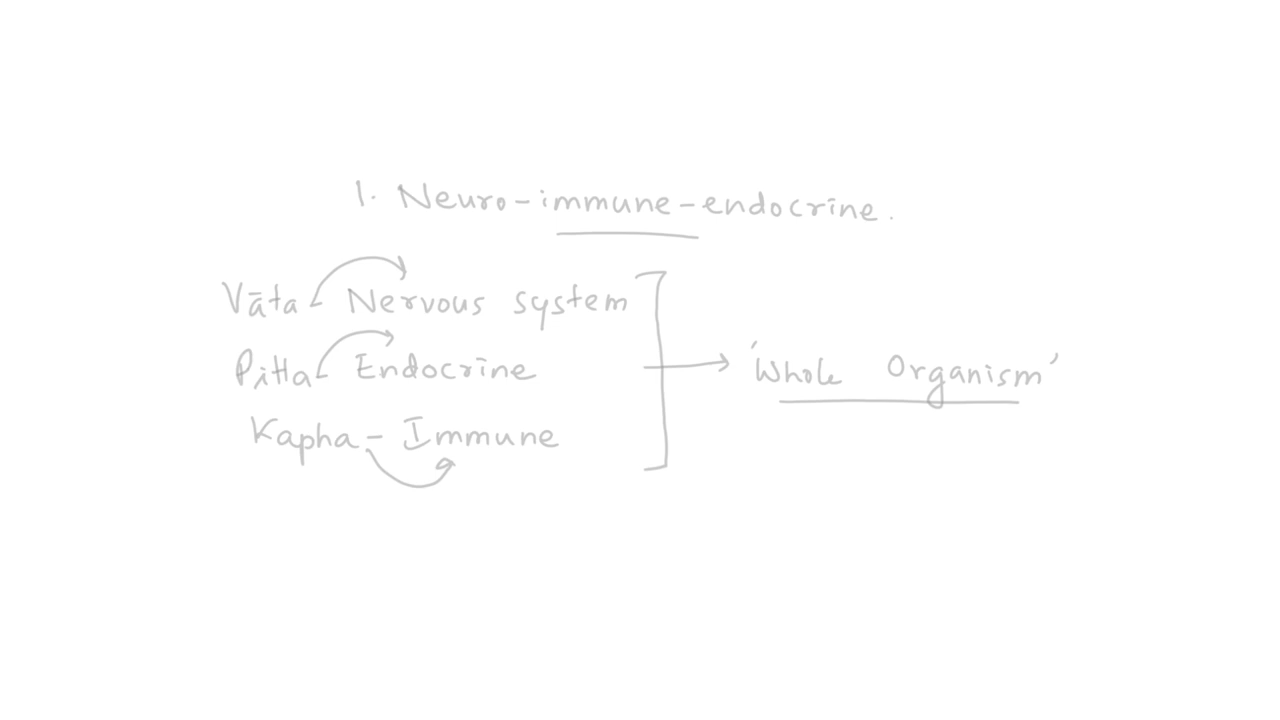 1. Neuro-immune-endocrine.
Vāta - Nervous system
Pitta - Endocrine
Kapha - Immune
'Whole Organism'